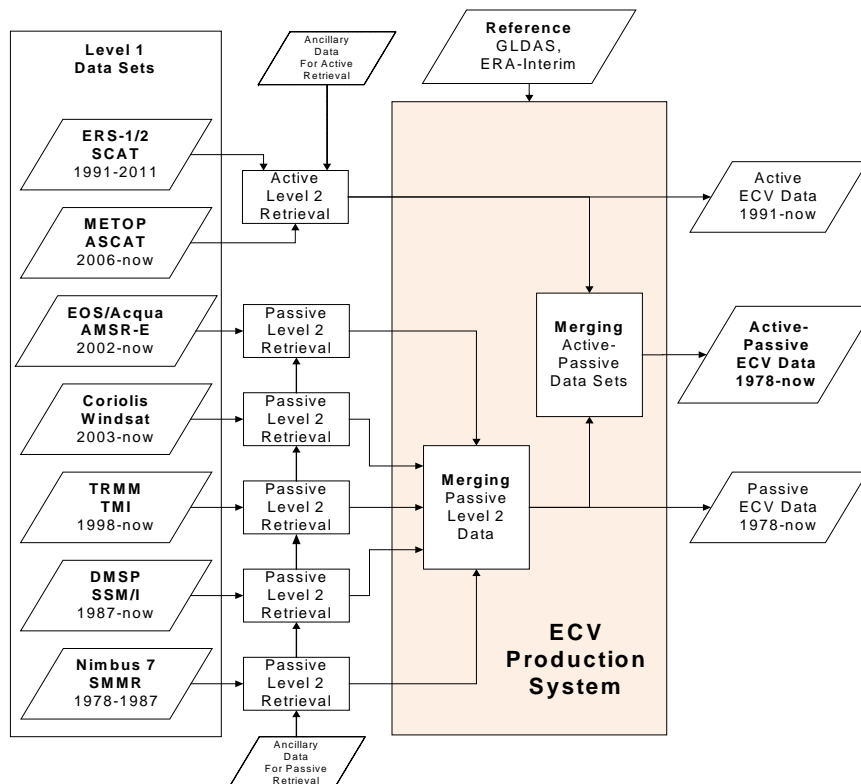 Level 1
Data Sets
Ancillary
Data
For Active
Retrieval
Reference
GLDAS,
ERA-Interim
ERS-1/2
SCAT
1991-2011
Active
Level 2
Retrieval
Active
ECV Data
1991-now
METOP
ASCAT
2006-now
EOS/Acqua
AMSR-E
2002-now
Passive
Level 2
Retrieval
Merging
Active-
Passive
Data Sets
Active-
Passive
ECV Data
1978-now
Coriolis
Windsat
2003-now
Passive
Level 2
Retrieval
TRMM
TMI
1998-now
Passive
Level 2
Retrieval
Merging
Passive
Level 2
Data
Passive
ECV Data
1978-now
DMSP
SSM/I
1987-now
Passive
Level 2
Retrieval
Nimbus 7
SMMR
1978-1987
Passive
Level 2
Retrieval
ECV
Production
System
Ancillary
Data
For Passive
Retrieval